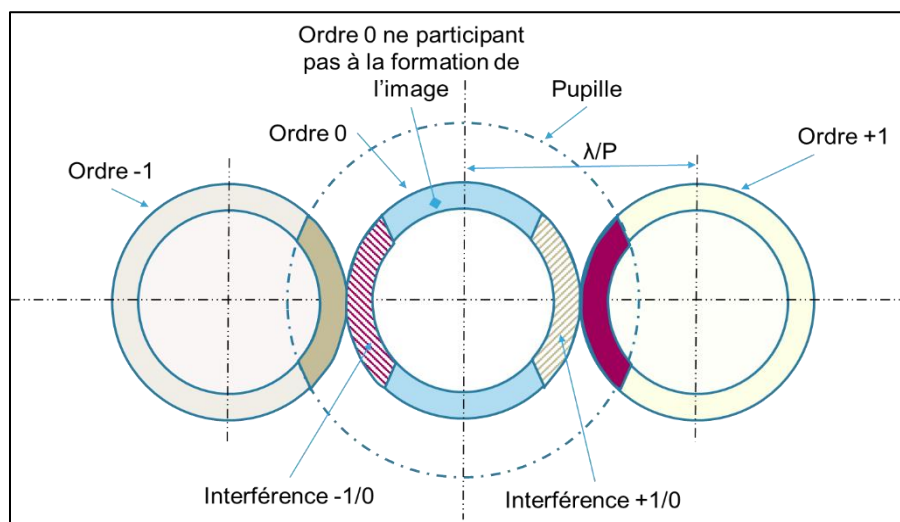 Ordre 0 ne participant
pas à la formation de
l'image
Pupille
Ordre 0
Ordre +1
λ/P
Ordre -1
Interférence -1/0
Interférence +1/0